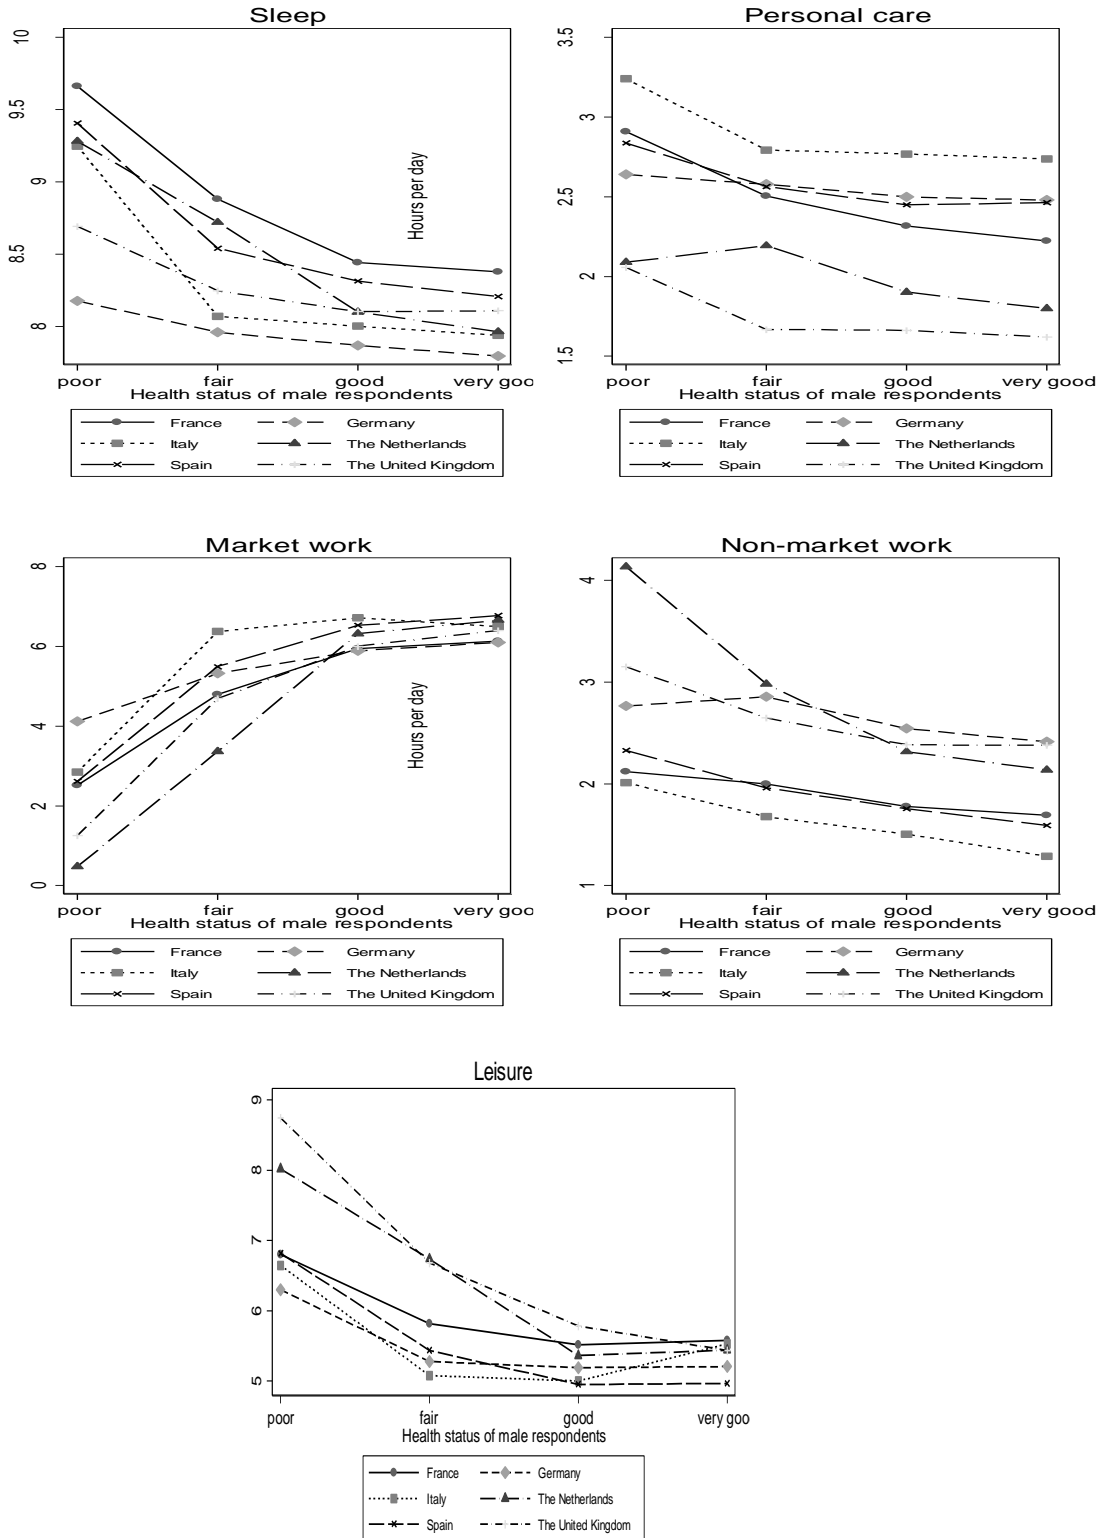 Sleep
10
9.5
9
8.5
8
Hours per day
poor fair good very goo
Health status of male respondents
France Germany
Italy The Netherlands
Spain The United Kingdom
Personal care
3.5
3
2.5
2
1.5
poor fair good very good
Health status of male respondents
France Germany
Italy The Netherlands
Spain The United Kingdom
Market work
8
6
4
2
0
Hours per day
poor fair good very goo
Health status of male respondents
France Germany
Italy The Netherlands
Spain The United Kingdom
Non-market work
4
3
2
1
poor fair good very good
Health status of male respondents
France Germany
Italy The Netherlands
Spain The United Kingdom
Leisure
9
8
7
6
5
poor fair good very goo
Health status of male respondents
France Germany
Italy The Netherlands
Spain The United Kingdom